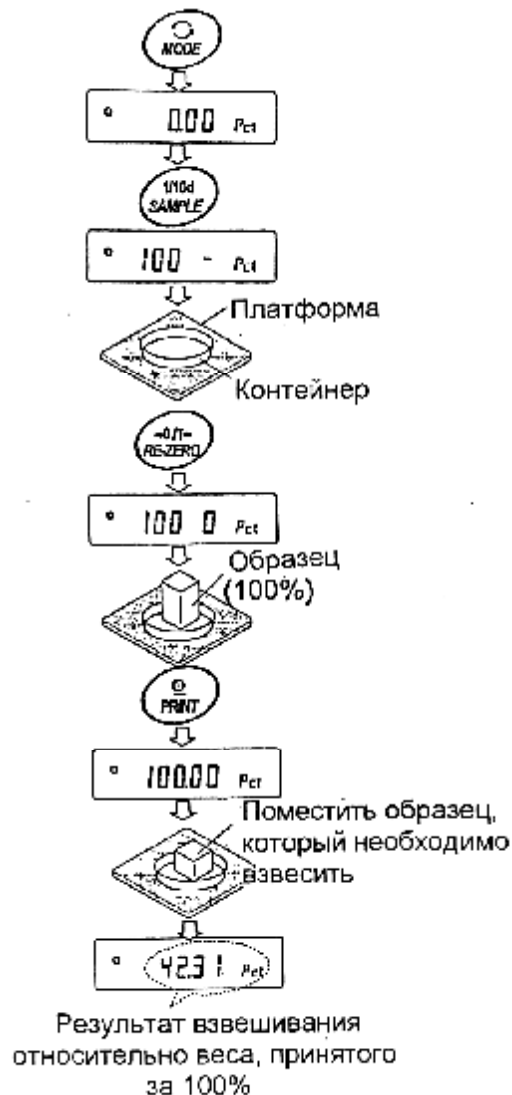 MODE
0.00 Pct
1/10d
SAMPLE
100 - Pct
Платформа
Контейнер
→0/T←
RE-ZERO
100 0 Pct
Образец
(100%)
PRINT
100.00 Pct
Поместить образец,
который необходимо
взвесить
42.31 Pct
Результат взвешивания
относительно веса, принятого
за 100%